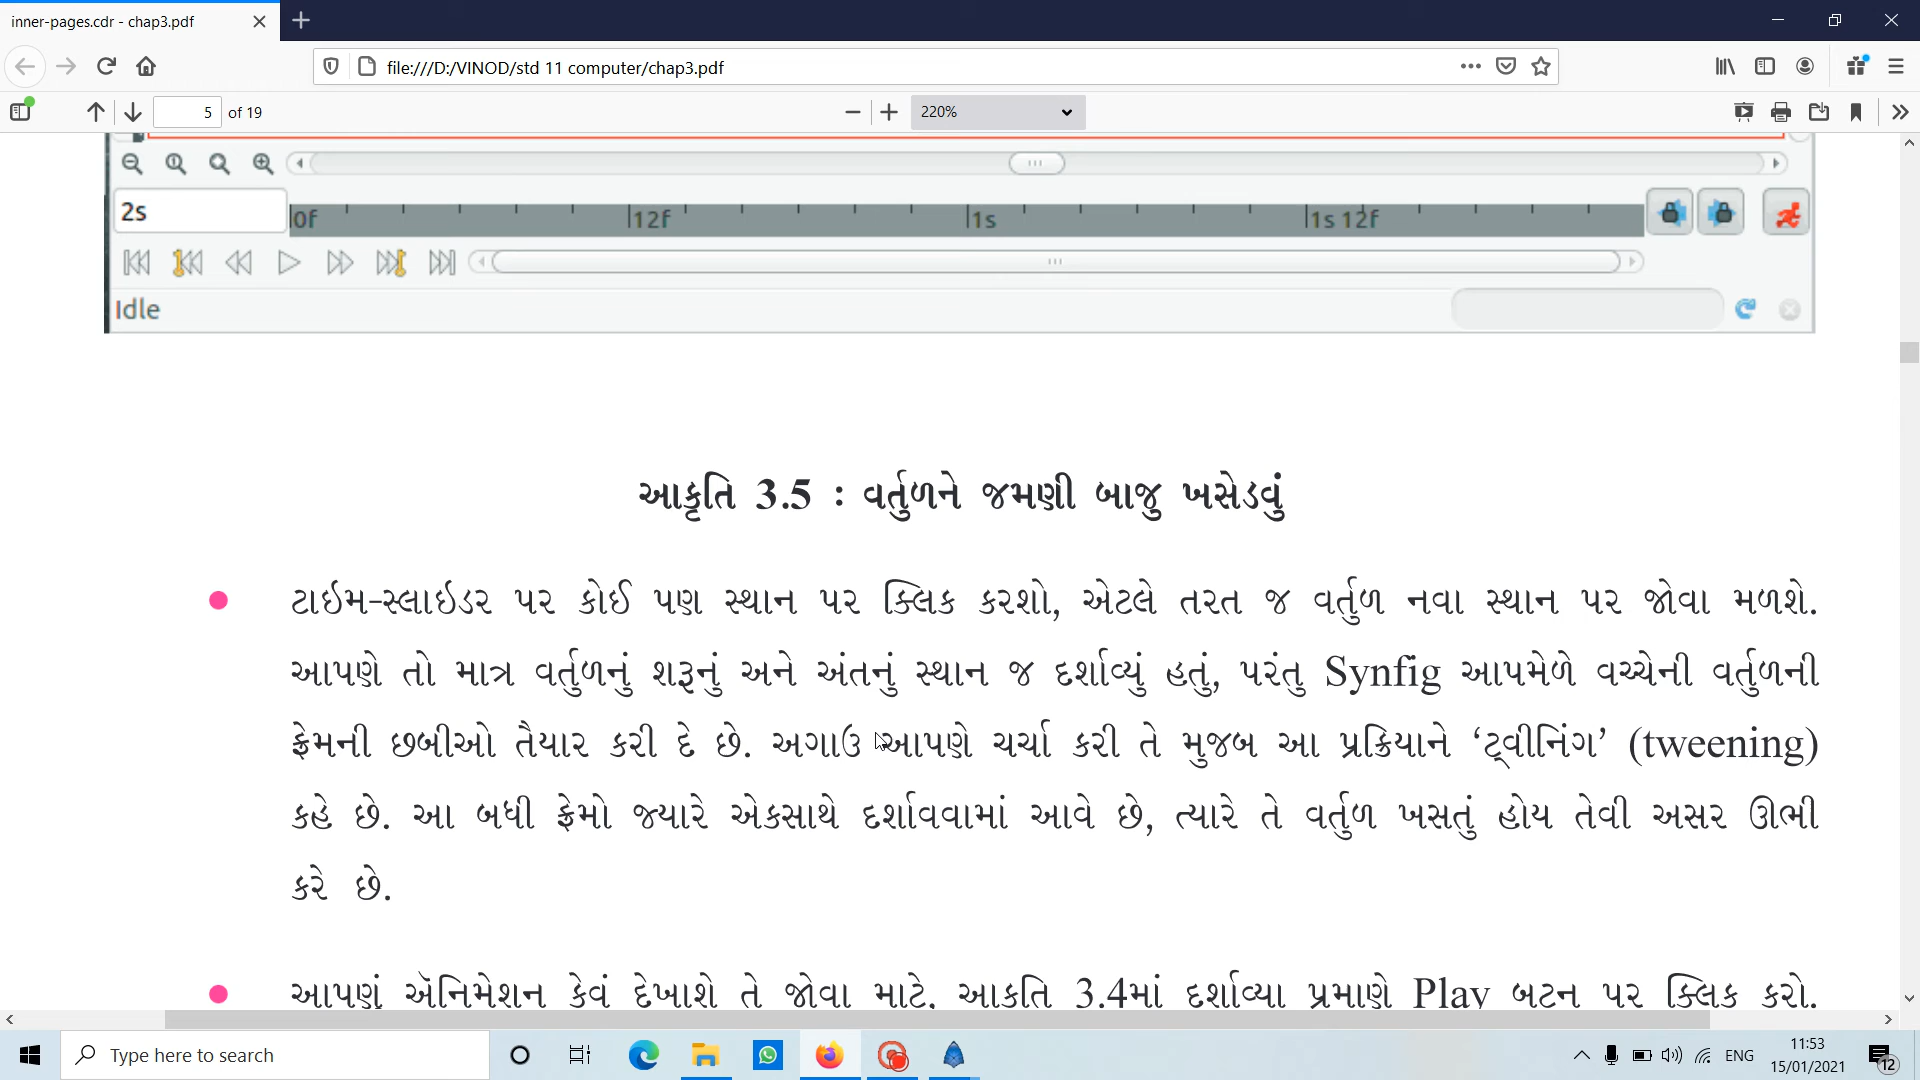 inner-pages.cdr - chap3.pdf
file:///D:/VINOD/std 11 computer/chap3.pdf
5 of 19
220%
2s
0f
12f
1s
1s 12f
Idle
આકૃતિ 3.5 : વર્તુળને જમણી બાજુ ખસેડવું
ટાઇમ-સ્લાઇડર પર કોઈ પણ સ્થાન પર ક્લિક કરશો, એટલે તરત જ વર્તુળ નવા સ્થાન પર જોવા મળશે.
આપણે તો માત્ર વર્તુળનું શરૂનું અને અંતનું સ્થાન જ દર્શાવ્યું હતું, પરંતુ Synfig આપમેળે વચ્ચેની વર્તુળની
ફ્રેમની છબીઓ તૈયાર કરી દે છે. અગાઉ આપણે ચર્ચા કરી તે મુજબ આ પ્રક્રિયાને ‘ટ્વીનિંગ’ (tweening)
કહે છે. આ બધી ફ્રેમો જ્યારે એકસાથે દર્શાવવામાં આવે છે, ત્યારે તે વર્તુળ ખસતું હોય તેવી અસર ઊભી
કરે છે.
આપણું ઍનિમેશન કેવું દેખાશે તે જોવા માટે, આકૃતિ 3.4માં દર્શાવ્યા પ્રમાણે Play બટન પર ક્લિક કરો.
Type here to search
ENG
11:53
15/01/2021
12